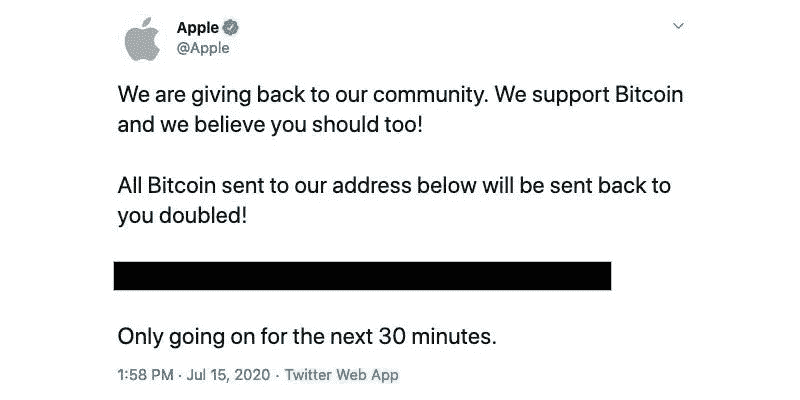 Apple
@Apple
We are giving back to our community. We support Bitcoin
and we believe you should too!
All Bitcoin sent to our address below will be sent back to
you doubled!
Only going on for the next 30 minutes.
1:58 PM · Jul 15, 2020 · Twitter Web App